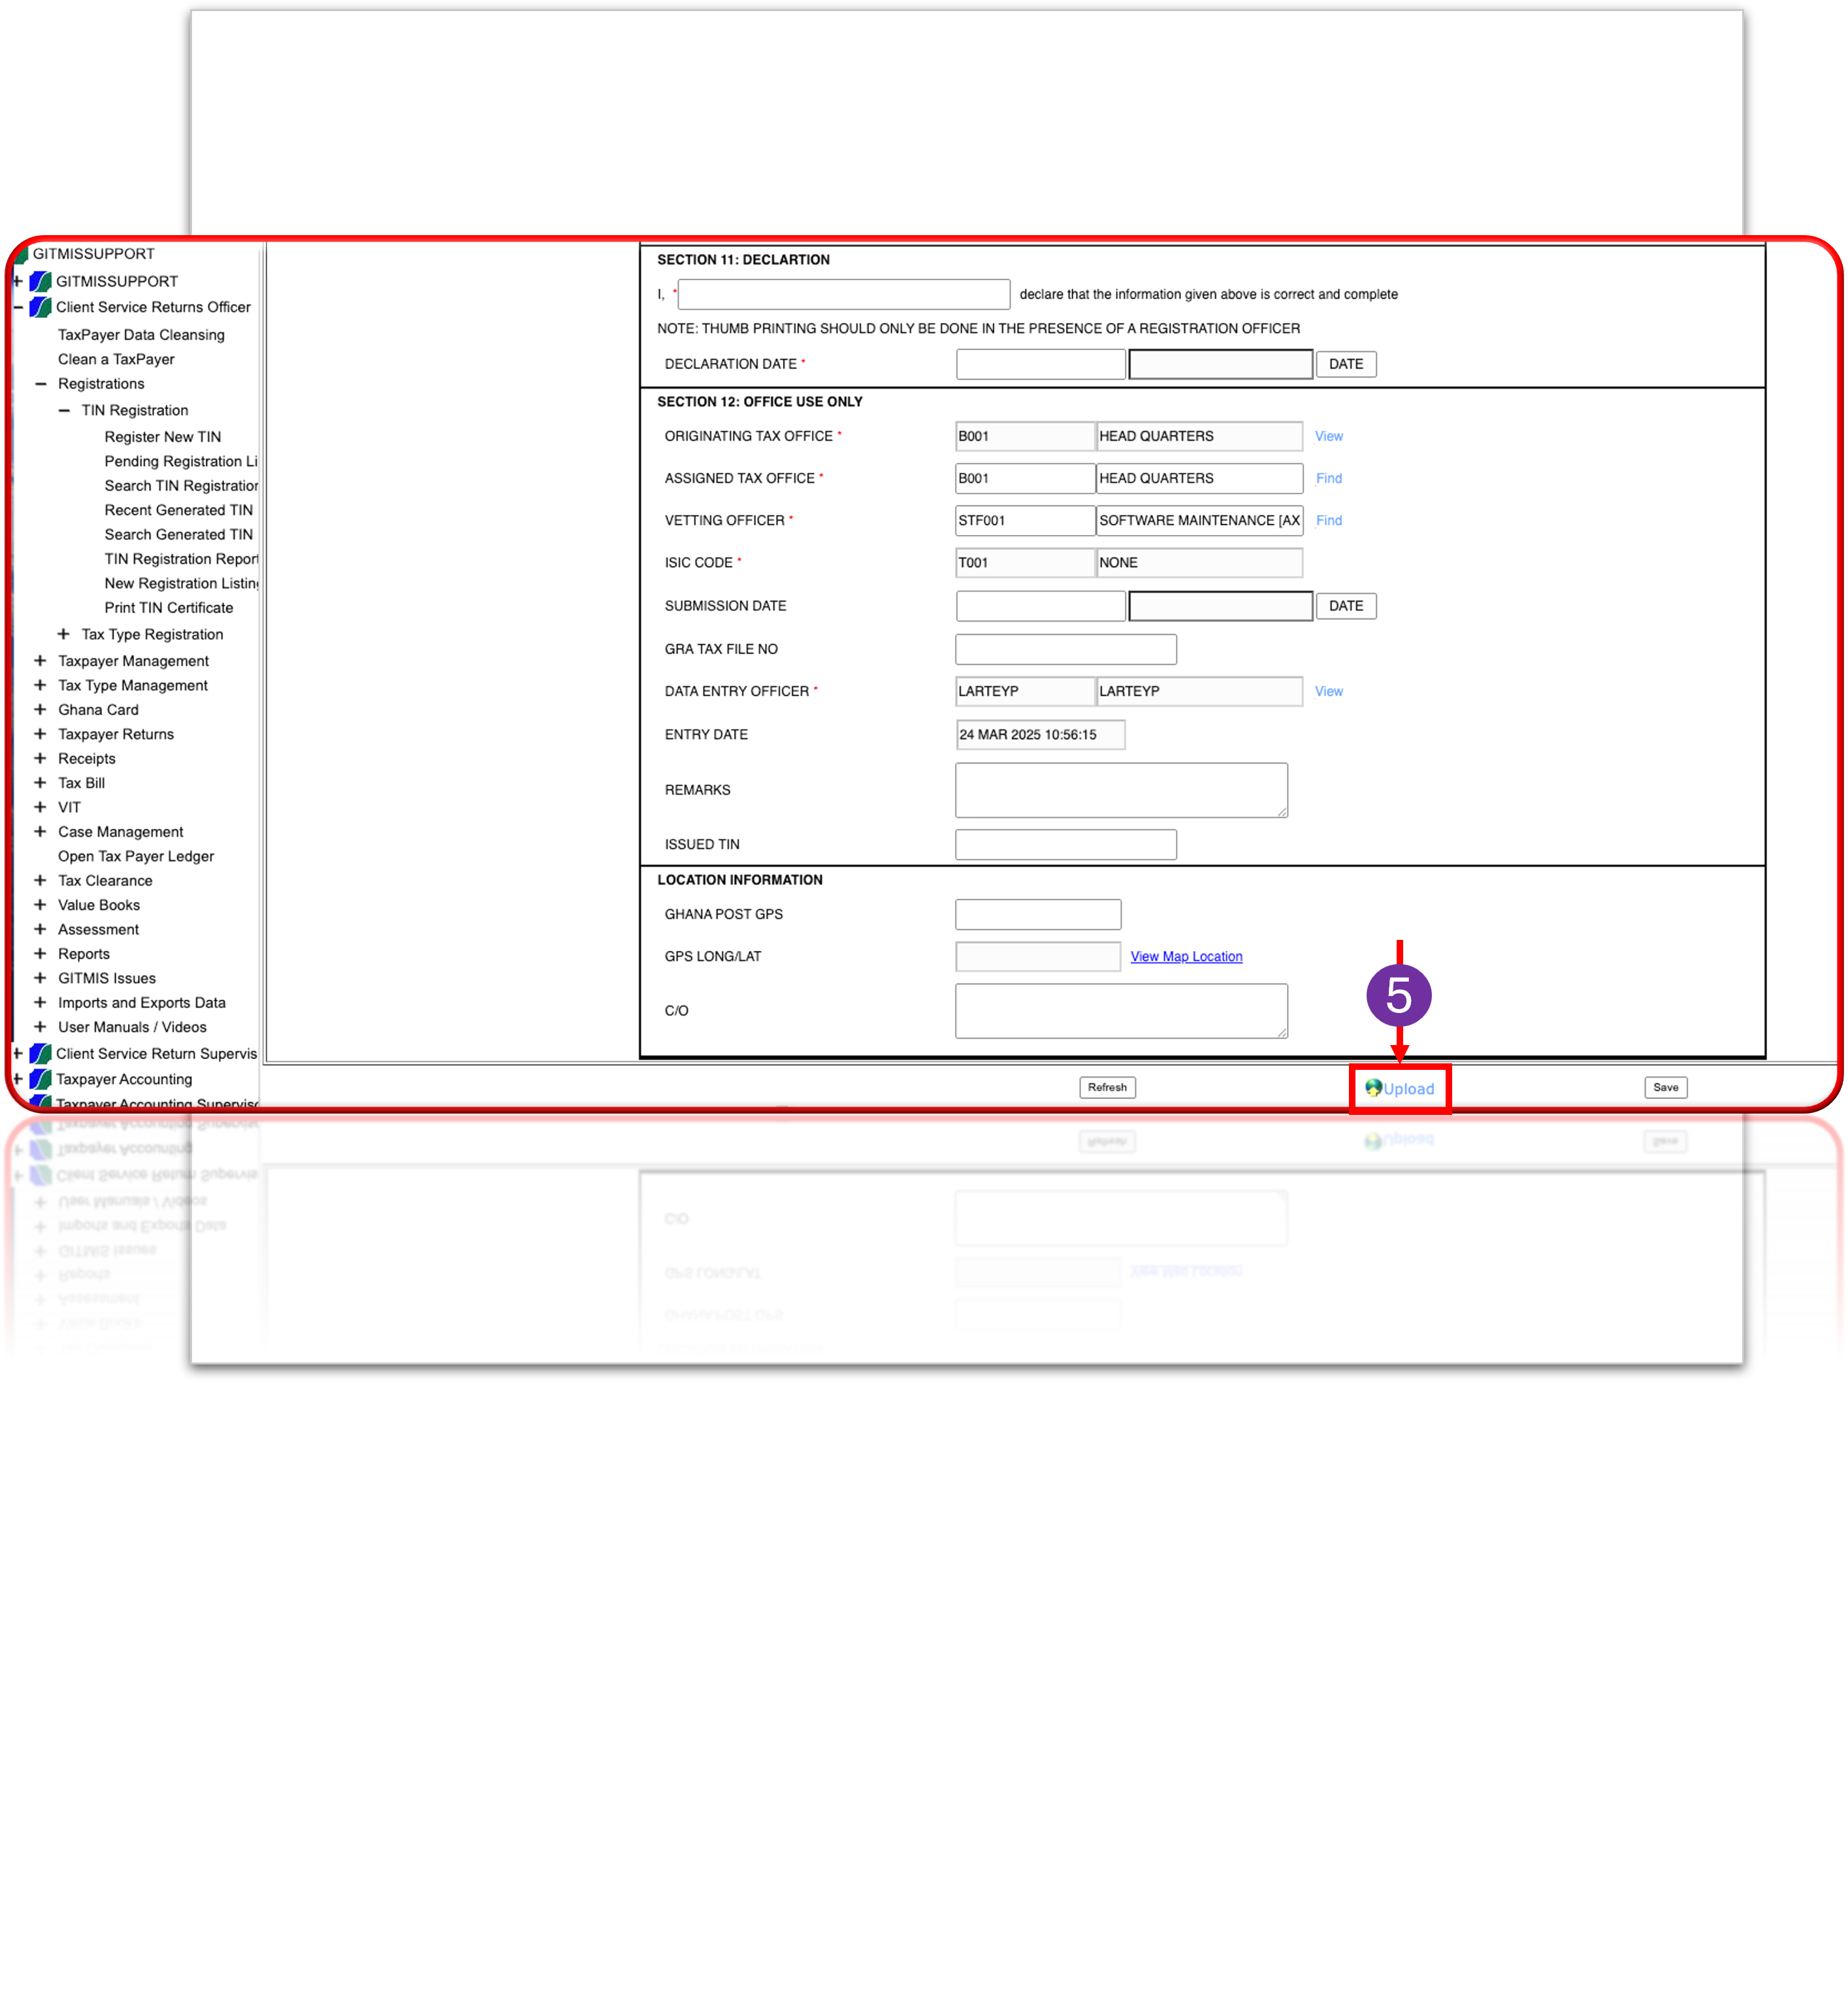 GITMISSUPPORT
GITMISSUPPORT
Client Service Returns Officer
TaxPayer Data Cleansing
Clean a TaxPayer
Registrations
TIN Registration
Register New TIN
Pending Registration Li
Search TIN Registration
Recent Generated TIN
Search Generated TIN
TIN Registration Report
New Registration Listing
Print TIN Certificate
Tax Type Registration
Taxpayer Management
Tax Type Management
Ghana Card
Taxpayer Returns
Receipts
Tax Bill
VIT
Case Management
Open Tax Payer Ledger
Tax Clearance
Value Books
Assessment
Reports
GITMIS Issues
Imports and Exports Data
User Manuals / Videos
Client Service Return Supervis
Taxpayer Accounting
Taxpayer Accounting Superviso
SECTION 11: DECLARTION
I, * declare that the information given above is correct and complete
NOTE: THUMB PRINTING SHOULD ONLY BE DONE IN THE PRESENCE OF A REGISTRATION OFFICER
DECLARATION DATE * DATE
SECTION 12: OFFICE USE ONLY
ORIGINATING TAX OFFICE * B001 HEAD QUARTERS View
ASSIGNED TAX OFFICE * B001 HEAD QUARTERS Find
VETTING OFFICER * STF001 SOFTWARE MAINTENANCE [AX Find
ISIC CODE * T001 NONE
SUBMISSION DATE DATE
GRA TAX FILE NO
DATA ENTRY OFFICER * LARTEYP LARTEYP View
ENTRY DATE 24 MAR 2025 10:56:15
REMARKS
ISSUED TIN
LOCATION INFORMATION
GHANA POST GPS
GPS LONG/LAT View Map Location
C/O
5
Refresh Upload Save